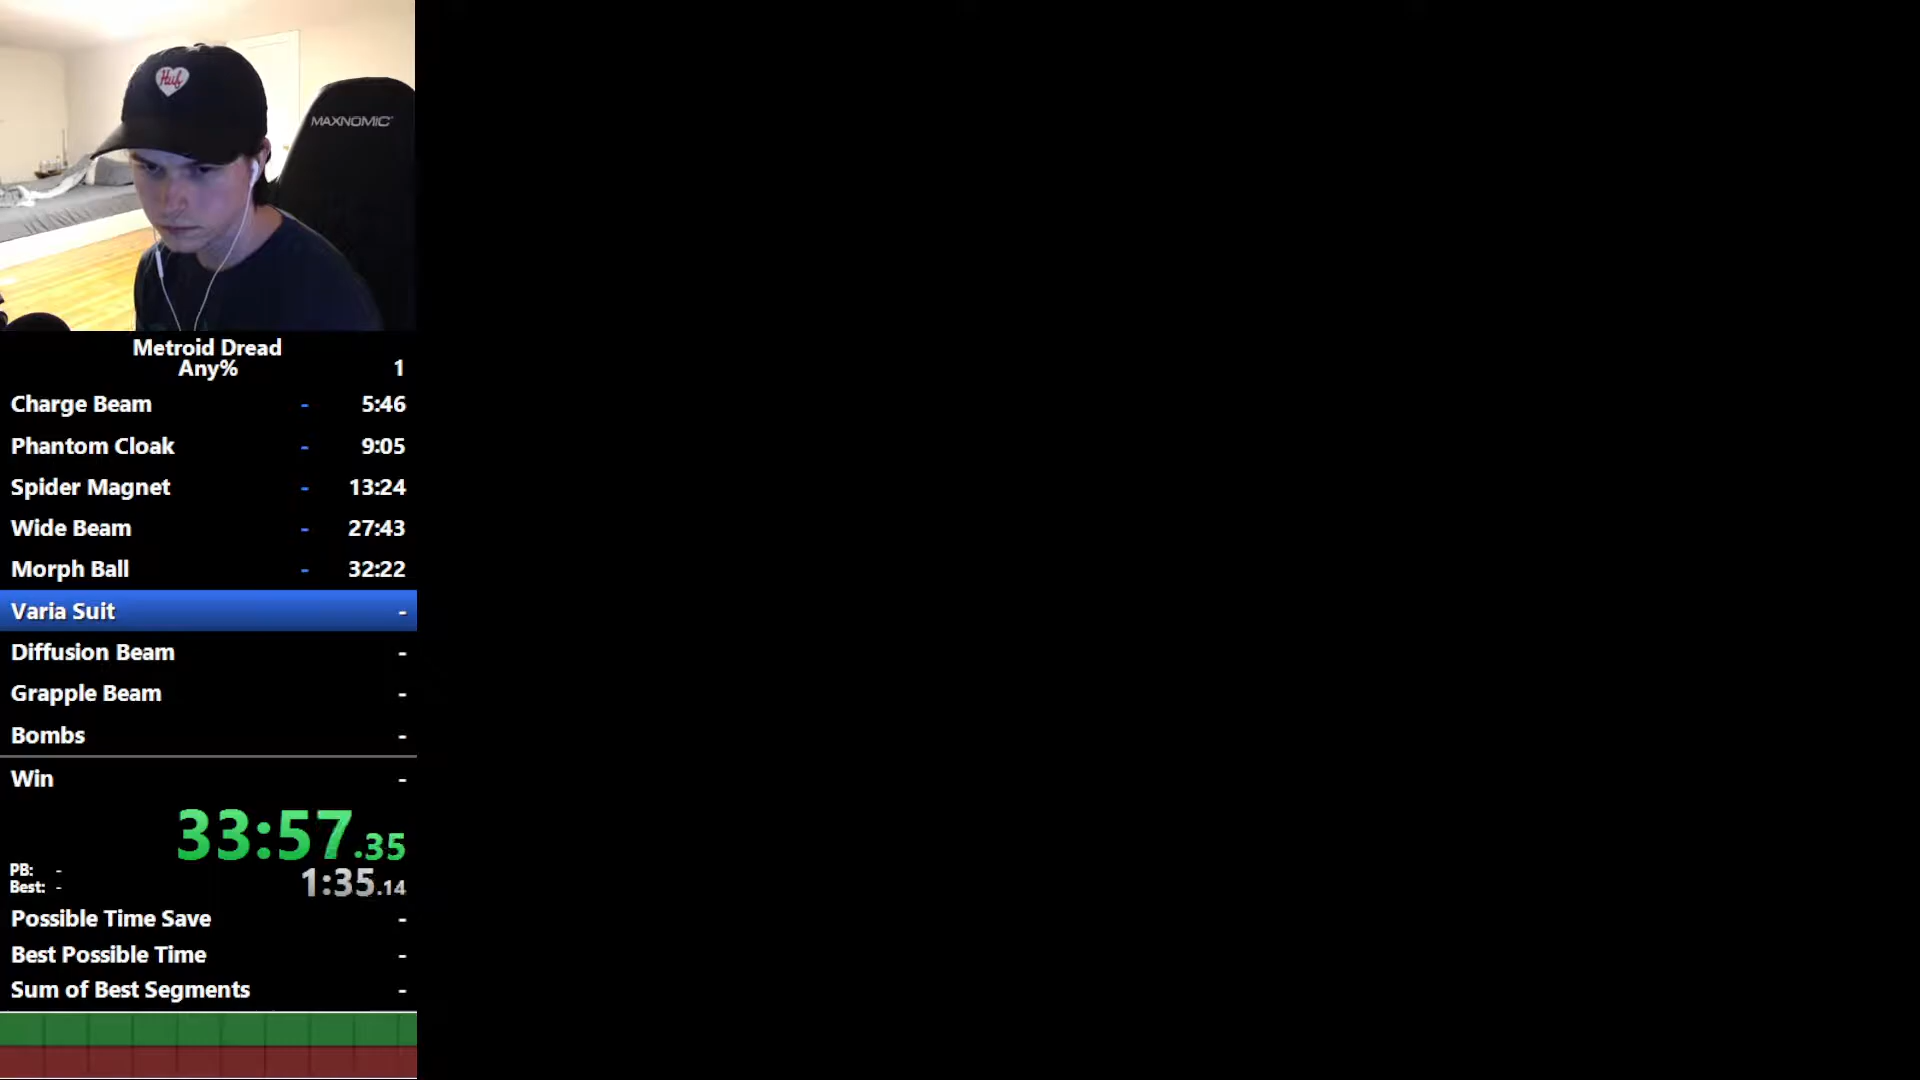 Huf
MAXNOMIC
Metroid Dread
Any% 1
Charge Beam - 5:46
Phantom Cloak - 9:05
Spider Magnet - 13:24
Wide Beam - 27:43
Morph Ball - 32:22
Varia Suit -
Diffusion Beam -
Grapple Beam -
Bombs -
Win -
33:57.35
PB: -
Best: -
1:35.14
Possible Time Save -
Best Possible Time -
Sum of Best Segments -